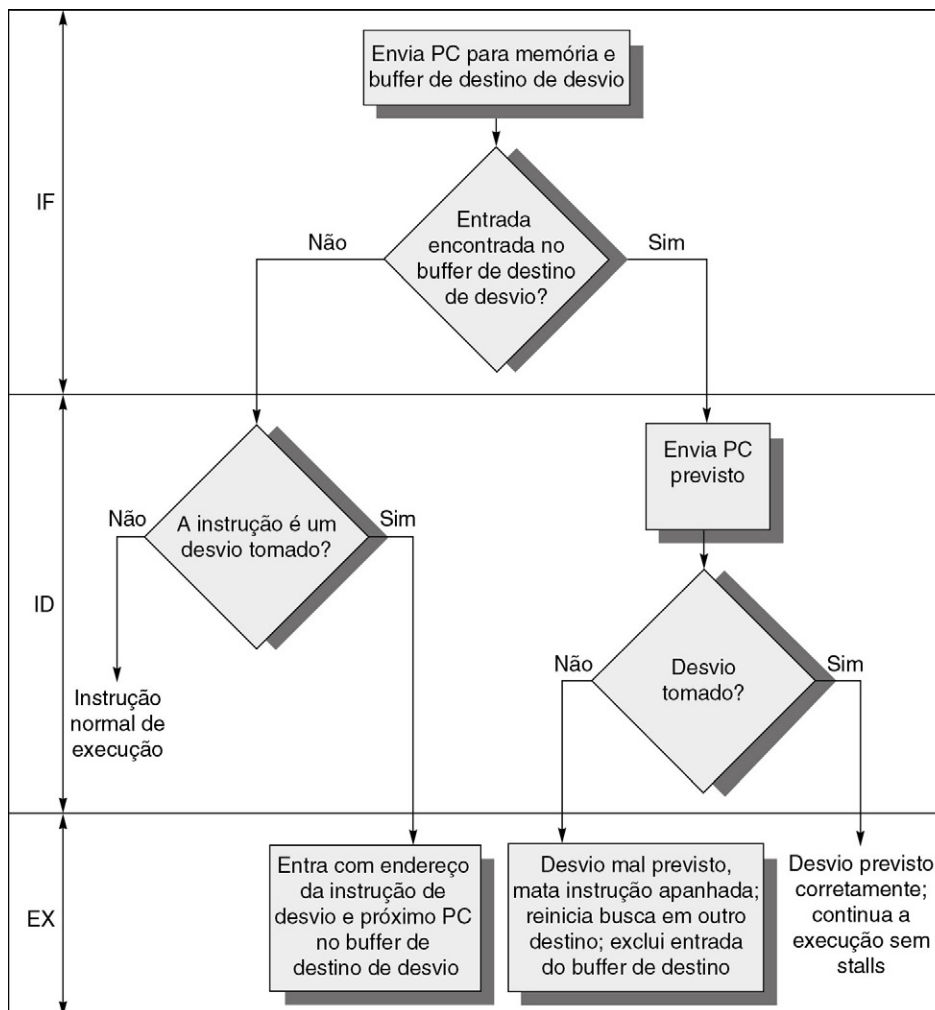 Envia PC para memória e
buffer de destino de desvio
IF
Entrada
encontrada no
buffer de destino
de desvio?
Não
Sim
ID
A instrução é um
desvio tomado?
Não
Sim
Instrução
normal de
execução
Envia PC
previsto
Desvio
tomado?
Não
Sim
EX
Entra com endereço
da instrução de
desvio e próximo PC
no buffer de
destino de desvio
Desvio mal previsto,
mata instrução apanhada;
reinicia busca em outro
destino; exclui entrada
do buffer de destino
Desvio previsto
corretamente;
continua a
execução sem
stalls